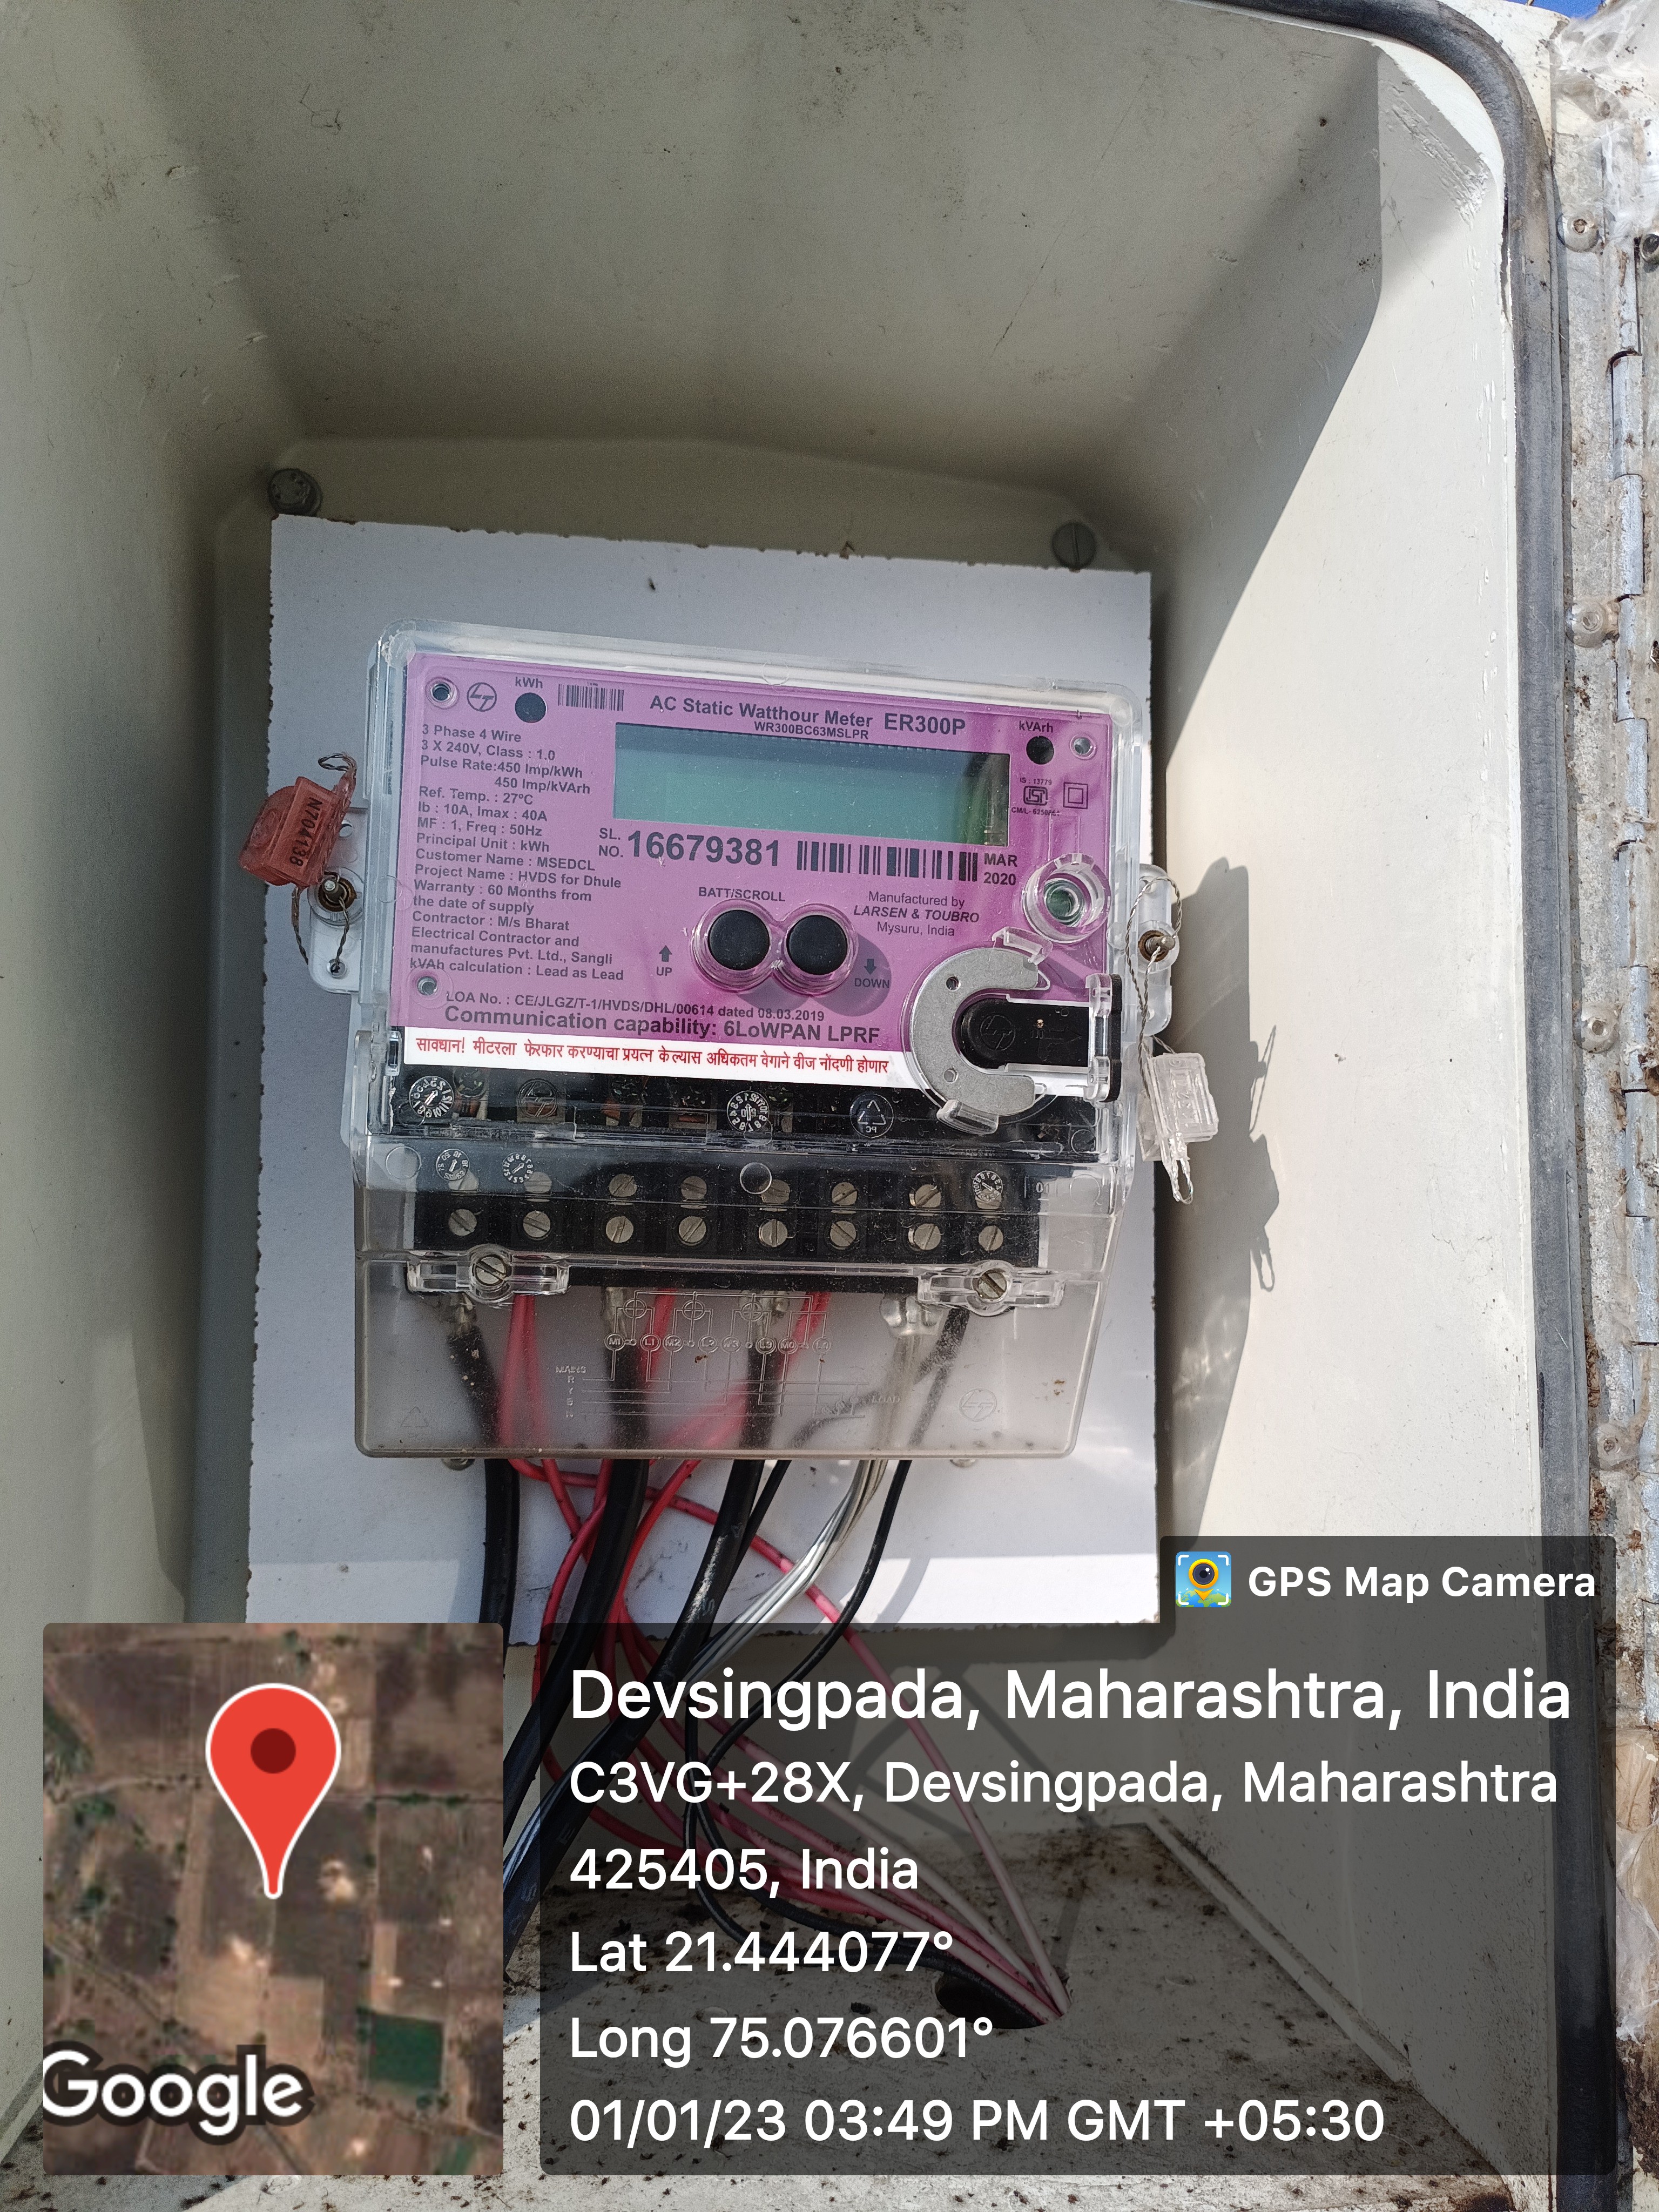 kWh
AC Static Watthour Meter ER300P
WR300BC63MSLPR
kVArh
3 Phase 4 Wire
3 X 240V, Class : 1.0
Pulse Rate:450 Imp/kWh
450 Imp/kVArh
Ref. Temp. : 27ºC
Ib : 10A, Imax : 40A
MF : 1, Freq : 50Hz
Principal Unit : kWh
Customer Name : MSEDCL
Project Name : HVDS for Dhule
Warranty : 60 Months from
the date of supply
Contractor : M/s Bharat
Electrical Contractor and
manufactures Pvt. Ltd., Sangli
kVAh calculation : Lead as Lead
IS : 13779
SL.
NO. 16679381
MAR
2020
BATT/SCROLL
UP
DOWN
Manufactured by
LARSEN & TOUBRO
Mysuru, India
LOA No. : CE/JLGZ/T-1/HVDS/DHL/00614 dated 08.03.2019
Communication capability: 6LoWPAN LPRF
सावधान! मीटरला फेरफार करण्याचा प्रयत्न केल्यास अधिकतम वेगाने वीज नोंदणी होणार
N704138
PC
MAINS
GPS Map Camera
Devsingpada, Maharashtra, India
C3VG+28X, Devsingpada, Maharashtra
425405, India
Lat 21.444077°
Long 75.076601°
01/01/23 03:49 PM GMT +05:30
Google